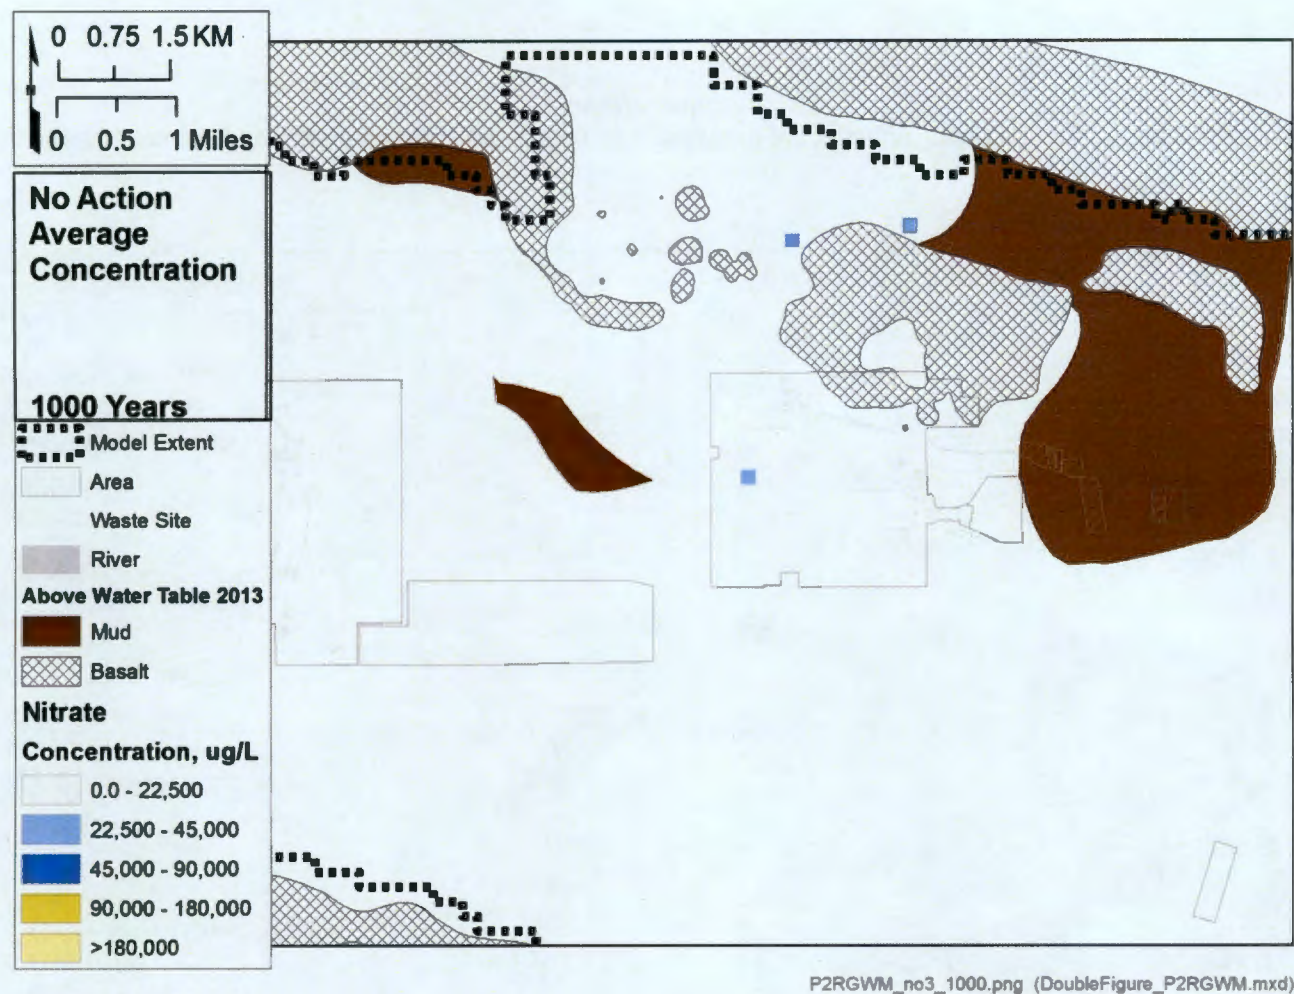 0 0.75 1.5 KM
0 0.5 1 Miles
No Action
Average
Concentration
1000 Years
Model Extent
Area
Waste Site
River
Above Water Table 2013
Mud
Basalt
Nitrate
Concentration, ug/L
0.0 - 22,500
22,500 - 45,000
45,000 - 90,000
90,000 - 180,000
>180,000
P2RGWM_no3_1000.png (DoubleFigure_P2RGWM.mxd)